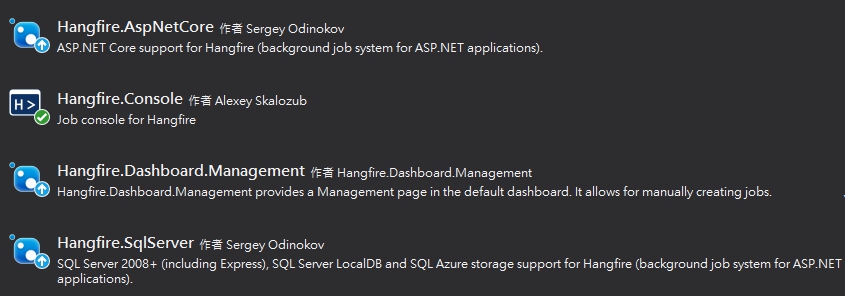 Hangfire.AspNetCore 作者 Sergey Odinokov
ASP.NET Core support for Hangfire (background job system for ASP.NET applications).
H>
Hangfire.Console 作者 Alexey Skalozub
Job console for Hangfire
Hangfire.Dashboard.Management 作者 Hangfire.Dashboard.Management
Hangfire.Dashboard.Management provides a Management page in the default dashboard. It allows for manually creating jobs.
Hangfire.SqlServer 作者 Sergey Odinokov
SQL Server 2008+ (including Express), SQL Server LocalDB and SQL Azure storage support for Hangfire (background job system for ASP.NET
applications).